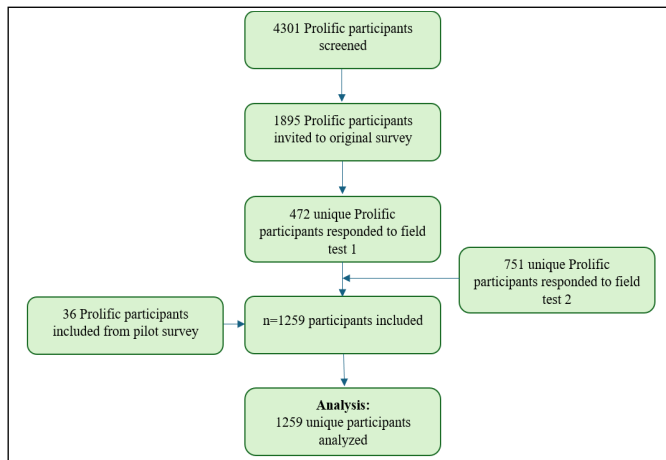 4301 Prolific participants
screened
1895 Prolific participants
invited to original survey
472 unique Prolific
participants responded to field
test 1
751 unique Prolific
participants responded to field
test 2
36 Prolific participants
included from pilot survey
n=1259 participants included
Analysis:
1259 unique participants
analyzed